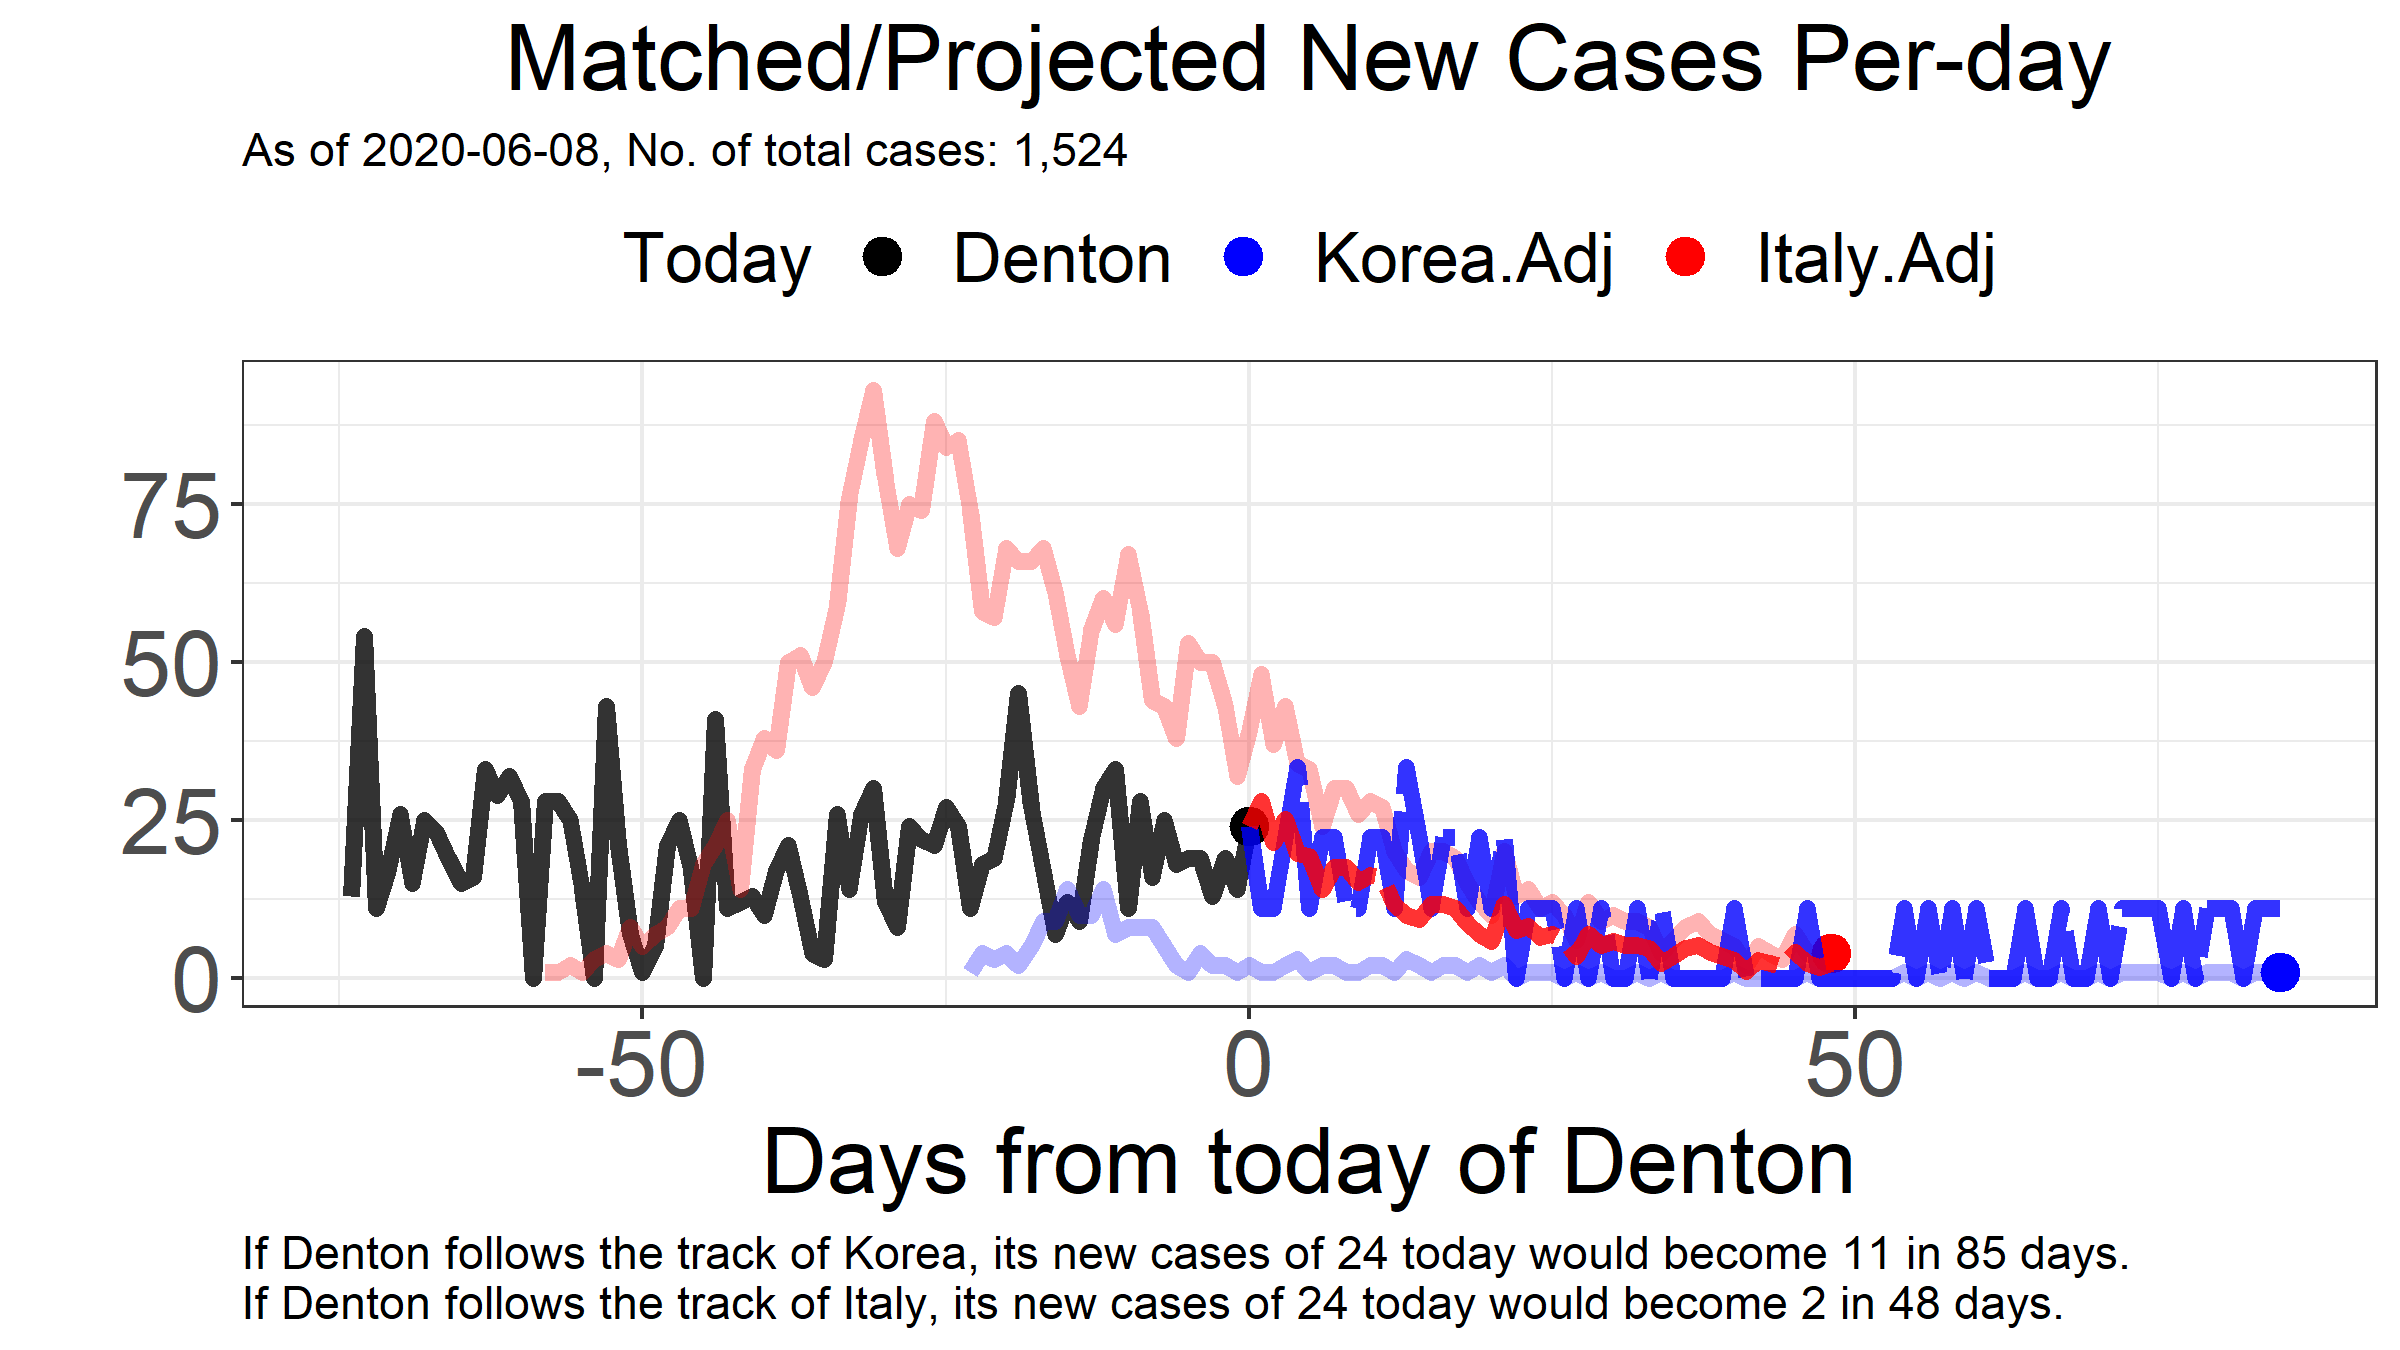 Matched/Projected New Cases Per-day
As of 2020-06-08, No. of total cases: 1,524
Today Denton Korea.Adj Italy.Adj
75
50
25
0
-50 0 50
Days from today of Denton
If Denton follows the track of Korea, its new cases of 24 today would become 11 in 85 days.
If Denton follows the track of Italy, its new cases of 24 today would become 2 in 48 days.